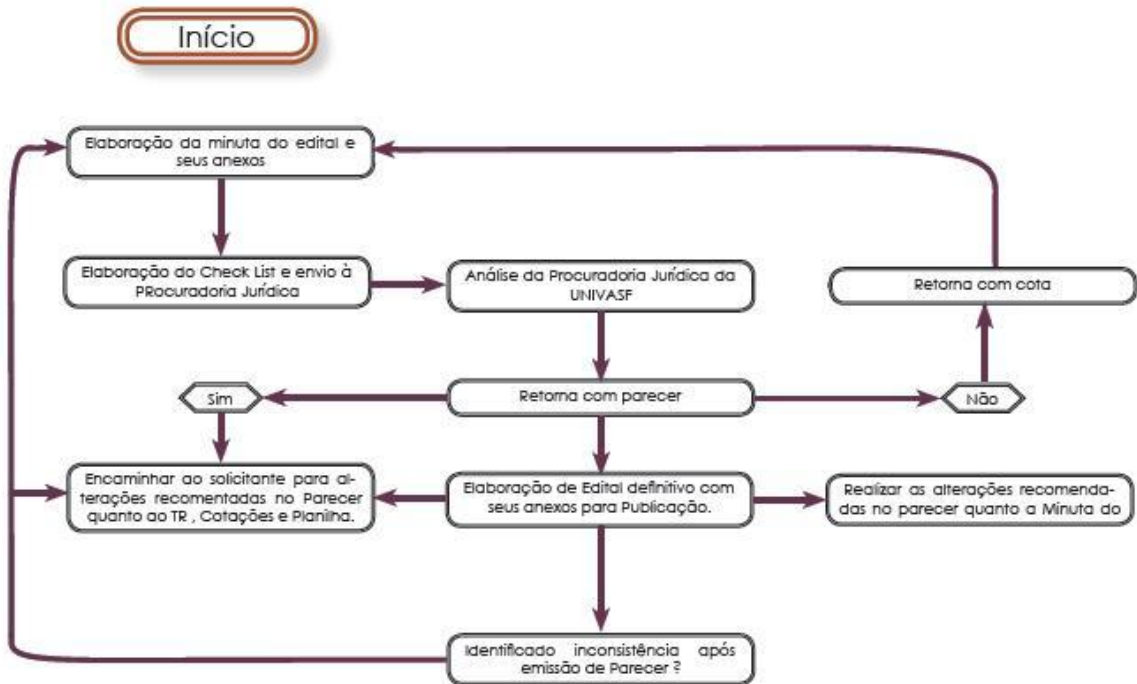 Início
Elaboração da minuta do edital e
seus anexos
Elaboração do Check List e envio à
PRocuradoria Jurídica
Análise da Procuradoria Jurídica da
UNIVASF
Retorna com cota
Sim
Retorna com parecer
Não
Encaminhar ao solicitante para al-
terações recomentadas no Parecer
quanto ao TR , Cotações e Planilha.
Elaboração de Edital definitivo com
seus anexos para Publicação.
Realizar as alterações recomenda-
das no parecer quanto a Minuta do
Identificado inconsistência após
emissão de Parecer ?